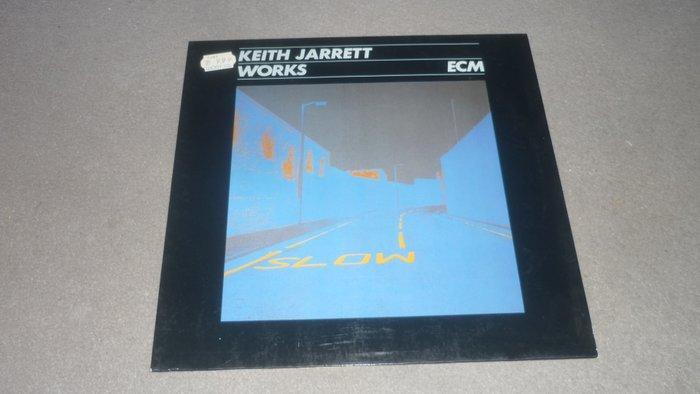 KEITH JARRETT
WORKS ECM
SLOW